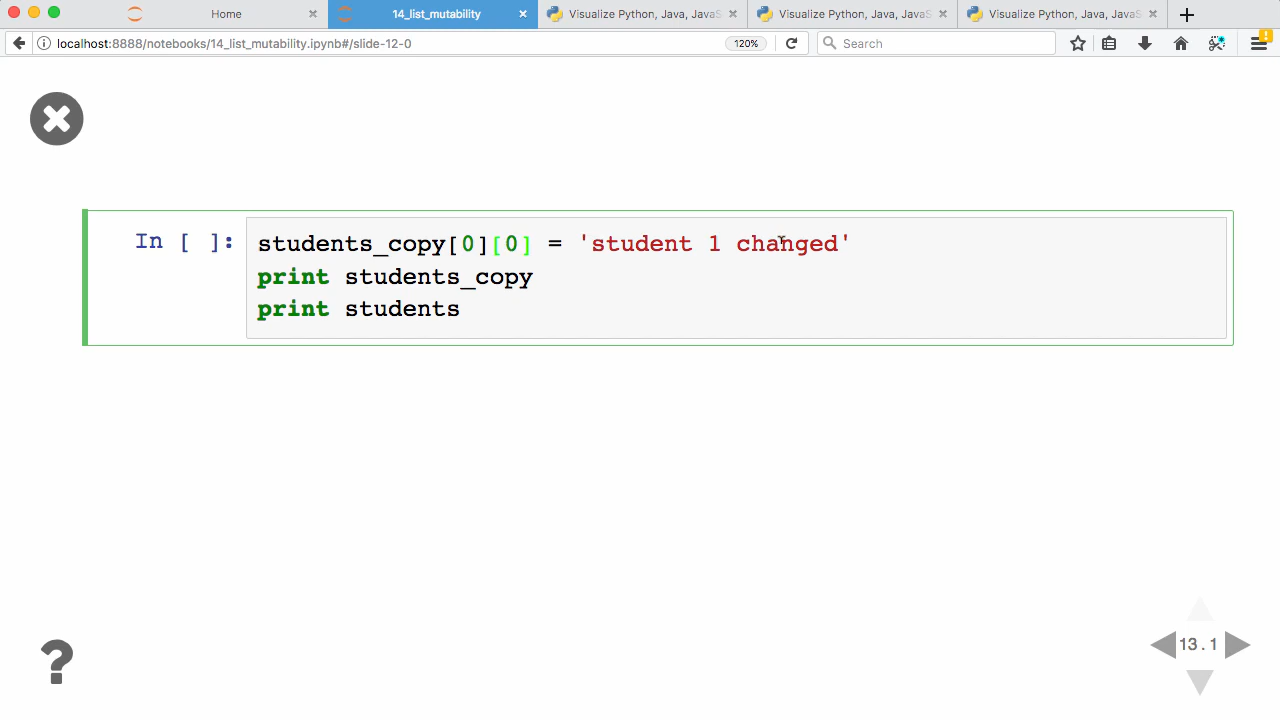 Home
14_list_mutability
Visualize Python, Java, JavaS
Visualize Python, Java, JavaS
Visualize Python, Java, JavaS
localhost:8888/notebooks/14_list_mutability.ipynb#/slide-12-0
120%
Search
In [ ]:
students_copy[0][0] = 'student 1 changed'
print students_copy
print students
?
13.1